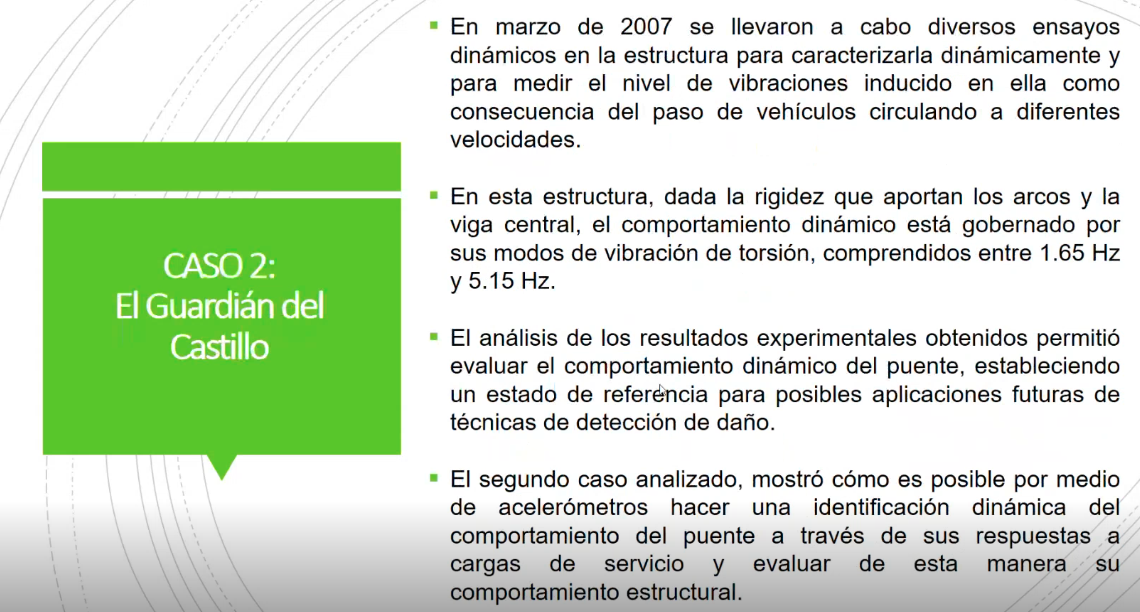 CASO 2:
El Guardián del
Castillo
En marzo de 2007 se llevaron a cabo diversos ensayos
dinámicos en la estructura para caracterizarla dinámicamente y
para medir el nivel de vibraciones inducido en ella como
consecuencia del paso de vehículos circulando a diferentes
velocidades.
En esta estructura, dada la rigidez que aportan los arcos y la
viga central, el comportamiento dinámico está gobernado por
sus modos de vibración de torsión, comprendidos entre 1.65 Hz
y 5.15 Hz.
El análisis de los resultados experimentales obtenidos permitió
evaluar el comportamiento dinámico del puente, estableciendo
un estado de referencia para posibles aplicaciones futuras de
técnicas de detección de daño.
El segundo caso analizado, mostró cómo es posible por medio
de acelerómetros hacer una identificación dinámica del
comportamiento del puente a través de sus respuestas a
cargas de servicio y evaluar de esta manera su
comportamiento estructural.